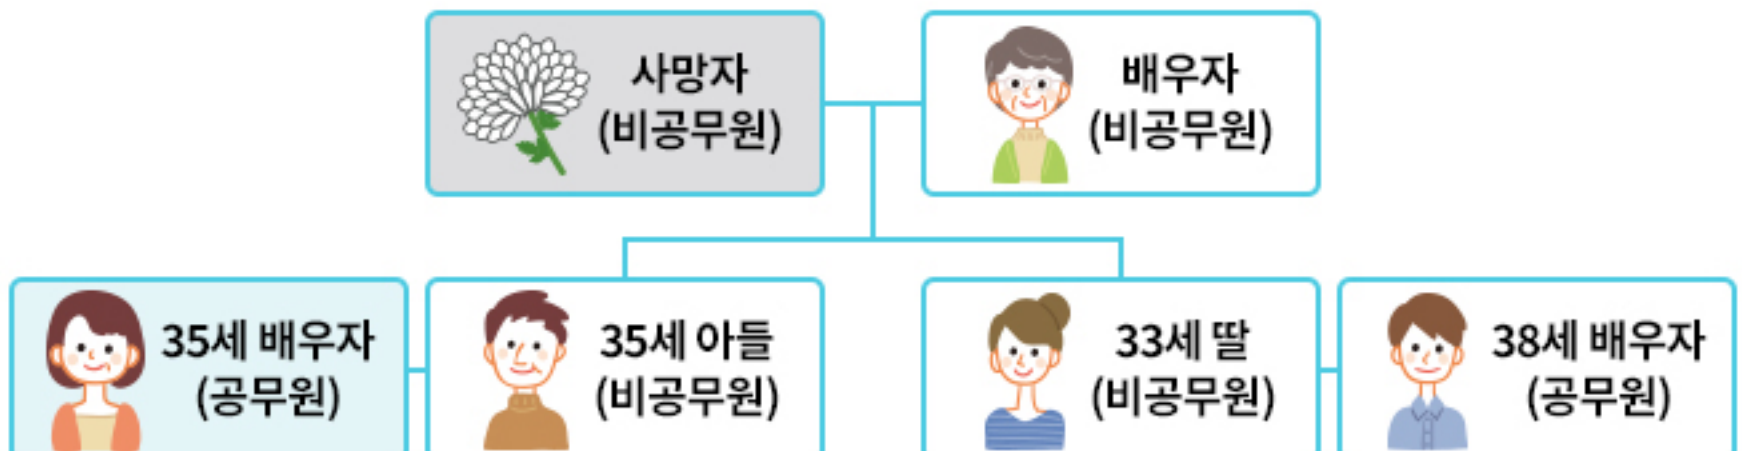 사망자
(비공무원)
배우자
(비공무원)
35세 배우자
(공무원)
35세 아들
(비공무원)
33세 딸
(비공무원)
38세 배우자
(공무원)